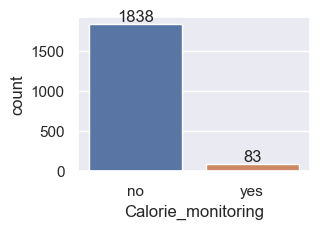 1838
1500
1000
count
500
83
0
no yes
Calorie_monitoring